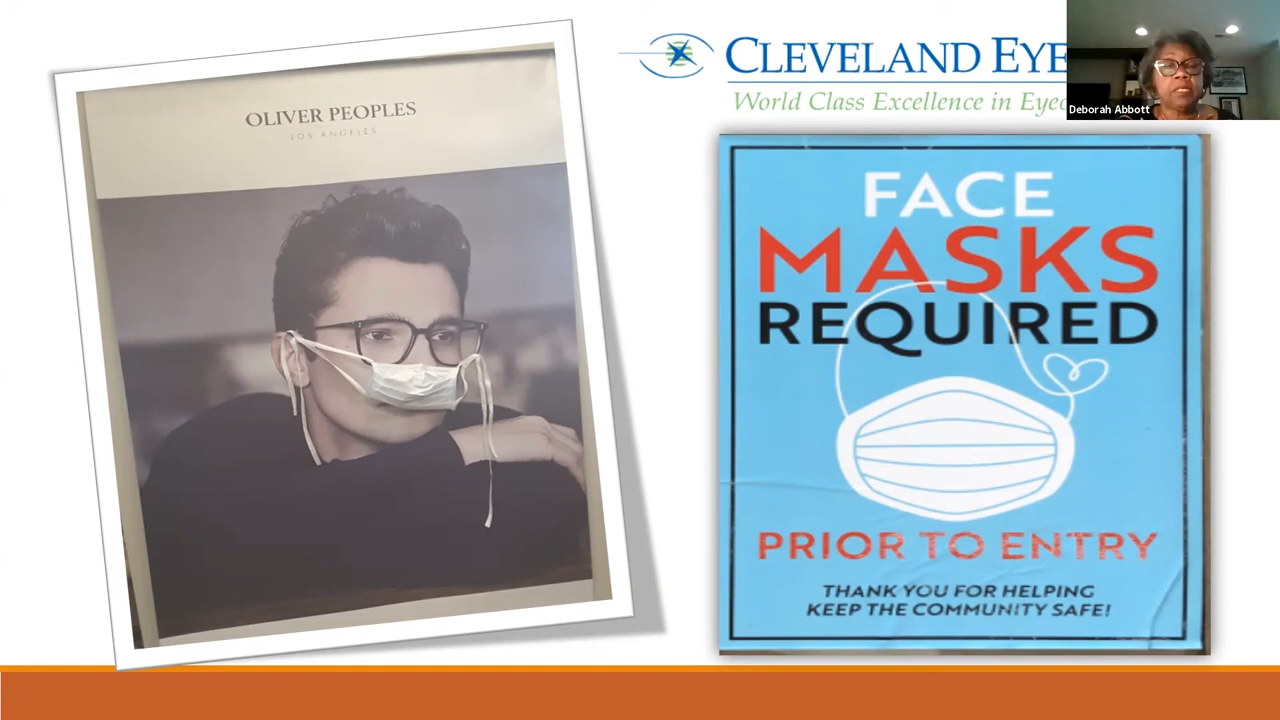 OLIVER PEOPLES
LOS ANGELES
CLEVELAND EYE
World Class Excellence in
Deborah Abbott
FACE
MASKS
REQUIRED
PRIOR TO ENTRY
THANK YOU FOR HELPING
KEEP THE COMMUNITY SAFE!